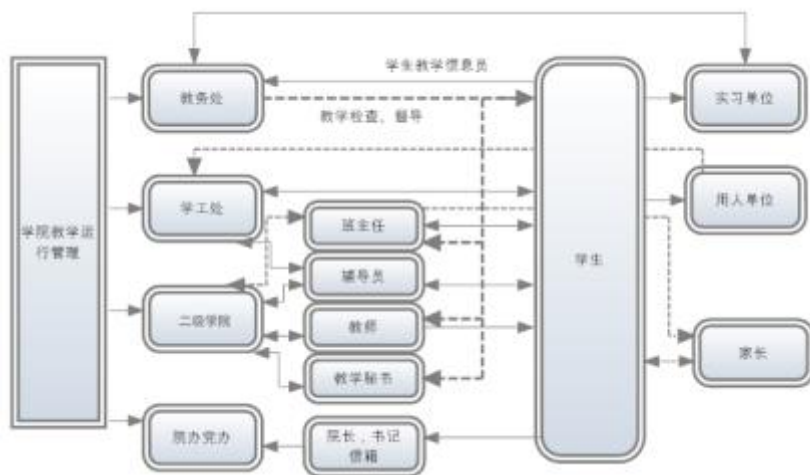 学生教学信息员
教务处
实习单位
教学检查、督导
学工处
用人单位
班主任
学院教学运
行管理
学生
辅导员
二级学院
教师
家长
教学秘书
院办党办
院长，书记
信箱